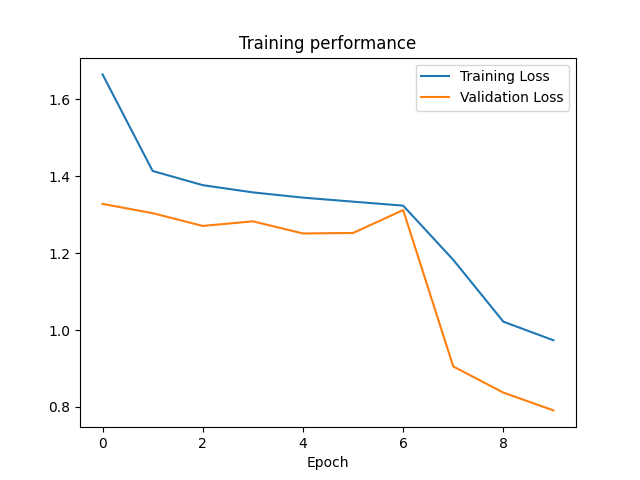 Training performance
Training Loss
Validation Loss
1.6
1.4
1.2
1.0
0.8
0 2 4 6 8
Epoch